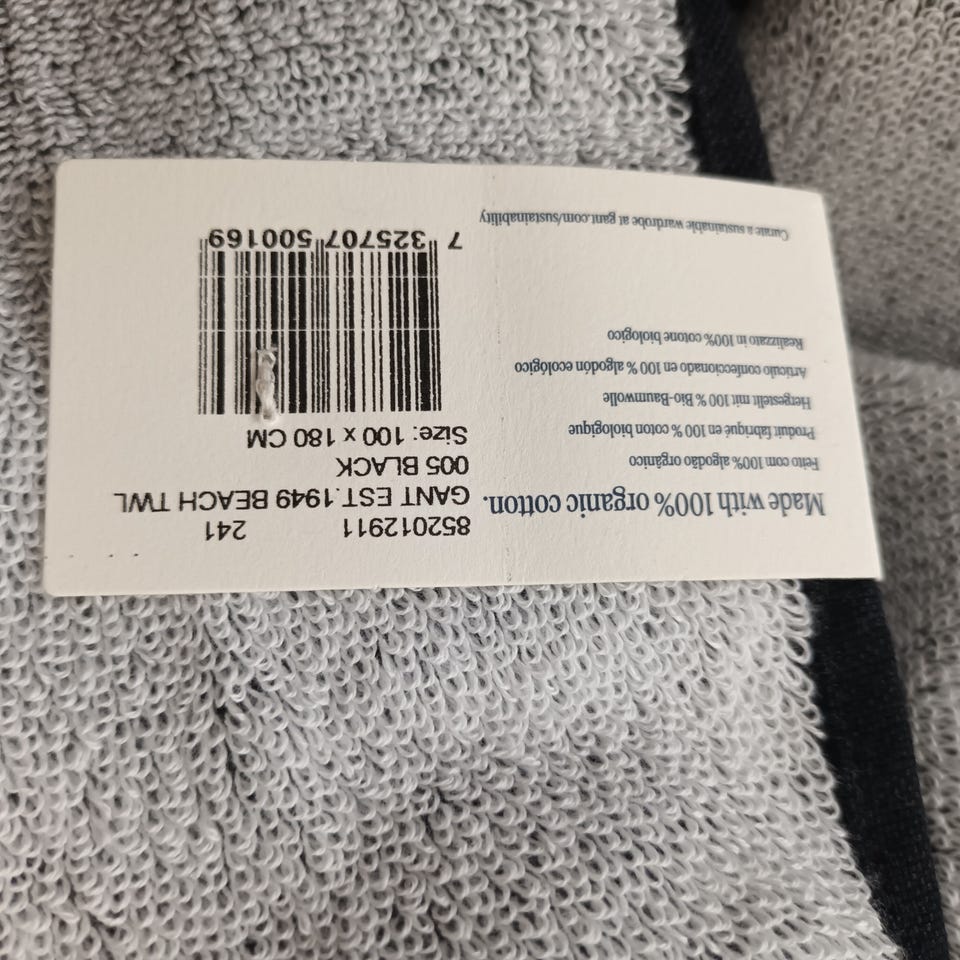 Made with 100% organic cotton.
Feito com 100% algodão orgânico
Produit fabriqué en 100 % coton biologique
Hergestellt mit 100 % Bio-Baumwolle
Artículo confeccionado en 100 % algodón ecológico
Realizzato in 100% cotone biologico
Curate a sustainable wardrobe at gant.com/sustainability
852012911 241
GANT EST.1949 BEACH TWL
005 BLACK
Size: 100 x 180 CM
7 325707 500169